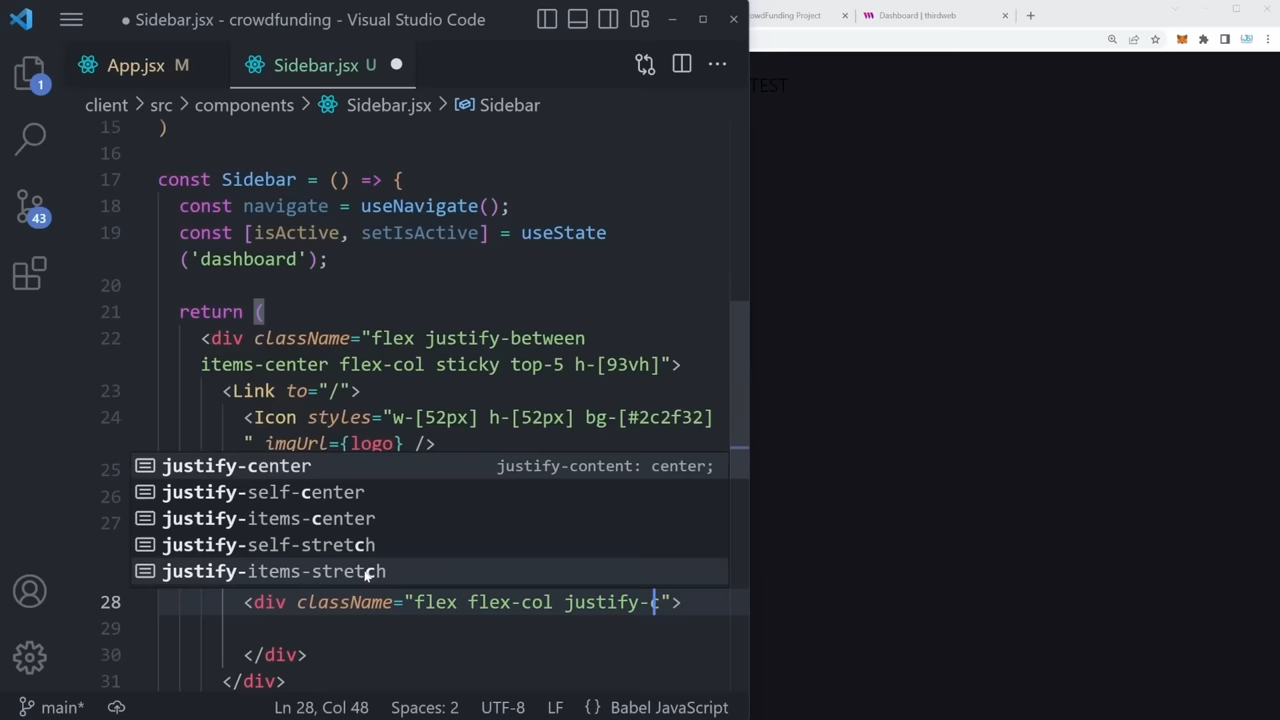 Sidebar.jsx - crowdfunding - Visual Studio Code
owdFunding Project
Dashboard | thirdweb
1
App.jsx M
Sidebar.jsx U
client > src > components > Sidebar.jsx > Sidebar
TEST
15 )
16
17 const Sidebar = () => {
18 const navigate = useNavigate();
19 const [isActive, setIsActive] = useState
('dashboard');
20
21 return (
22 <div className="flex justify-between
items-center flex-col sticky top-5 h-[93vh]">
23 <Link to="/">
24 <Icon styles="w-[52px] h-[52px] bg-[#2c2f32]
" imgUrl={logo} />
43
25 justify-center justify-content: center;
26 justify-self-center
27 justify-items-center
justify-self-stretch
justify-items-stretch
28 <div className="flex flex-col justify-c">
29
30 </div>
31 </div>
main* Ln 28, Col 48 Spaces: 2 UTF-8 LF {} Babel JavaScript